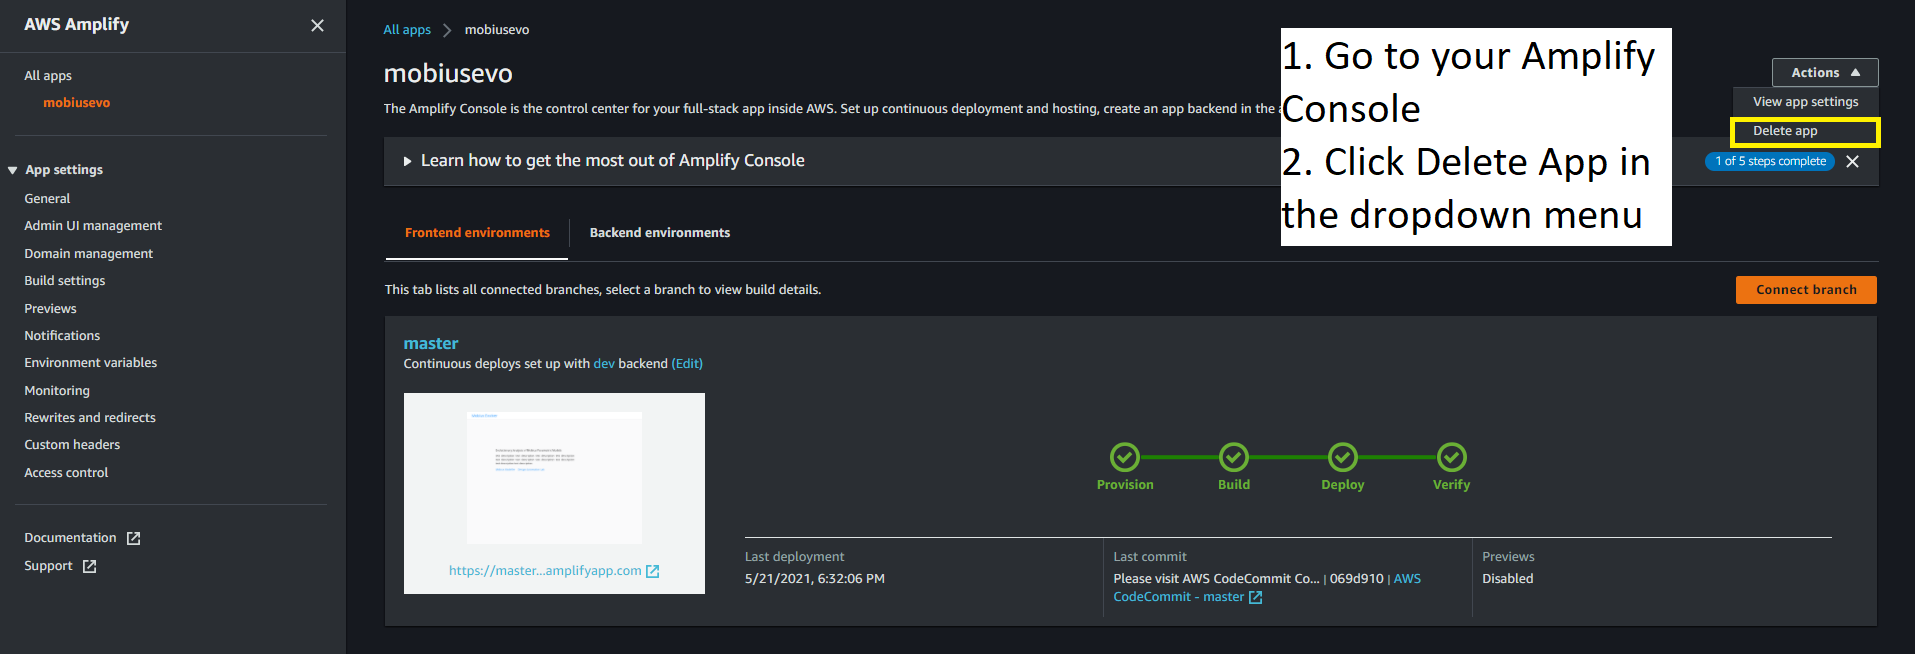 AWS Amplify
All apps
mobiusevo
App settings
General
Admin UI management
Domain management
Build settings
Previews
Notifications
Environment variables
Monitoring
Rewrites and redirects
Custom headers
Access control
Documentation
Support
All apps
mobiusevo
mobiusevo
The Amplify Console is the control center for your full-stack app inside AWS. Set up continuous deployment and hosting, create an app backend in the
1. Go to your Amplify
Console
2. Click Delete App in
the dropdown menu
Actions
View app settings
Delete app
Learn how to get the most out of Amplify Console
1 of 5 steps complete
Frontend environments
Backend environments
This tab lists all connected branches, select a branch to view build details.
Connect branch
master
Continuous deploys set up with dev backend (Edit)
https://master...amplifyapp.com
Provision
Build
Deploy
Verify
Last deployment
5/21/2021, 6:32:06 PM
Last commit
Please visit AWS CodeCommit Co... | 069d910 | AWS
CodeCommit - master
Previews
Disabled